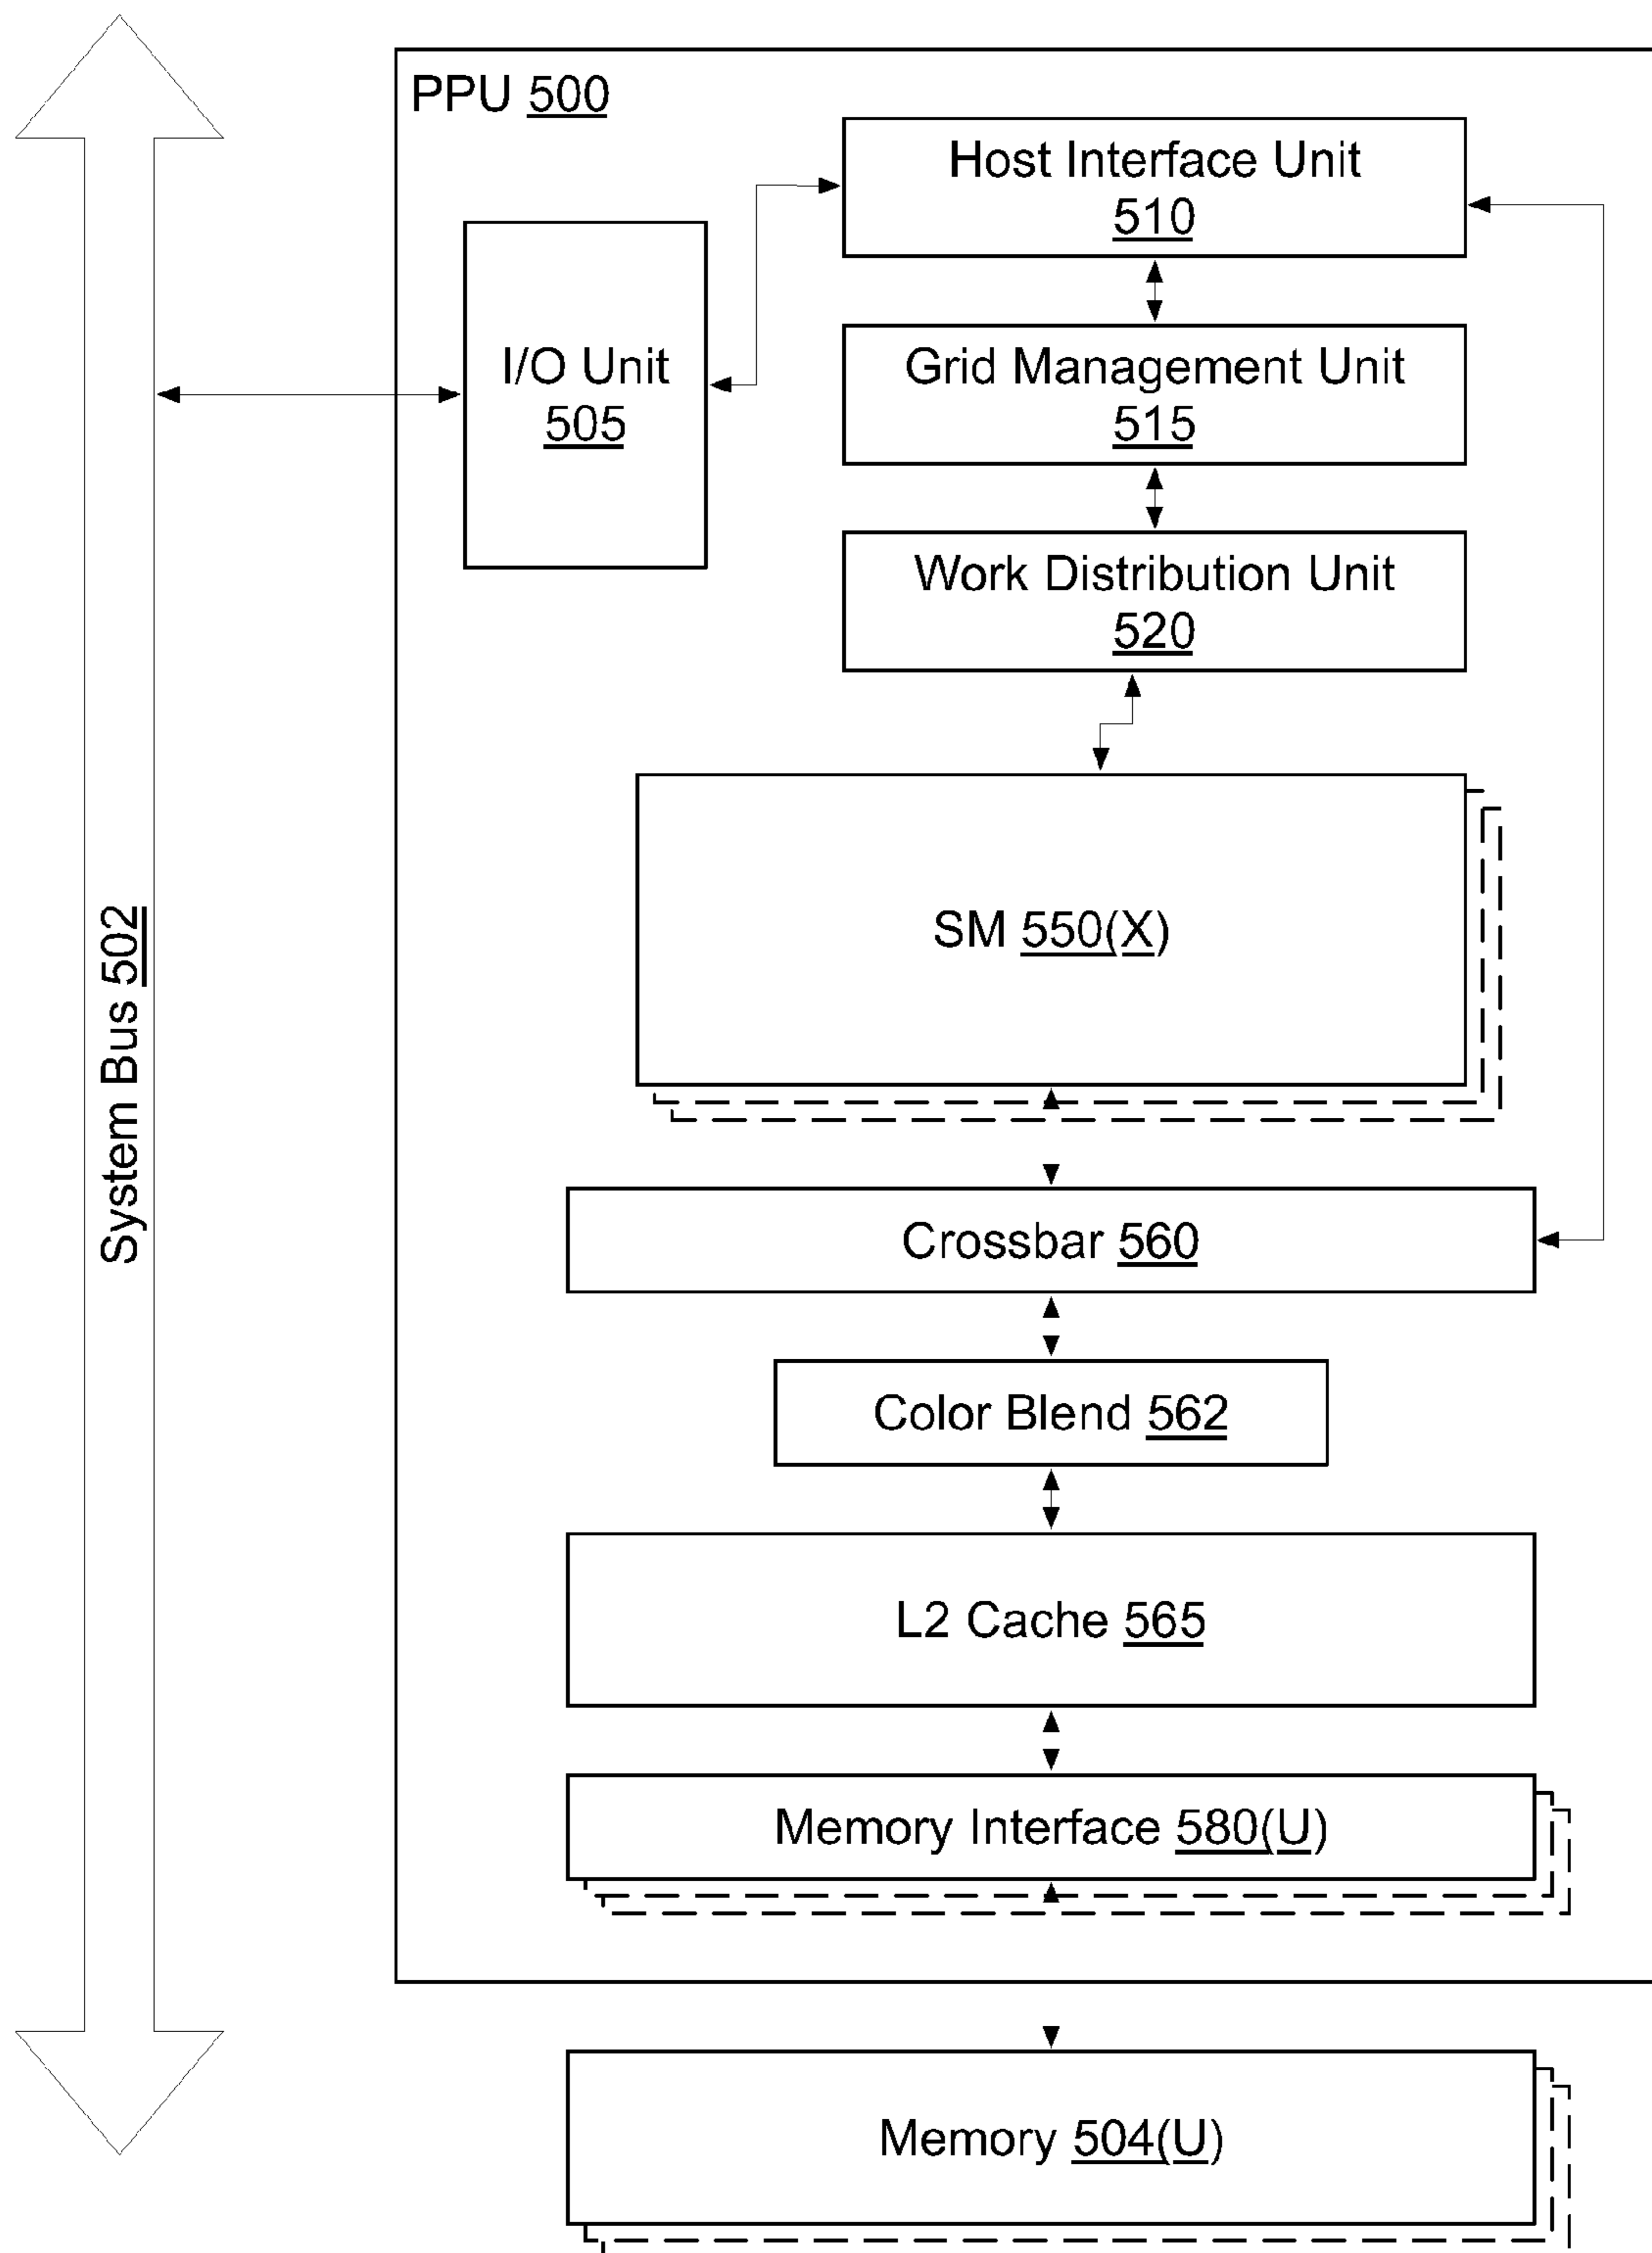 PPU 500
Host Interface Unit
510
I/O Unit
505
Grid Management Unit
515
Work Distribution Unit
520
System Bus 502
SM 550(X)
Crossbar 560
Color Blend 562
L2 Cache 565
Memory Interface 580(U)
Memory 504(U)